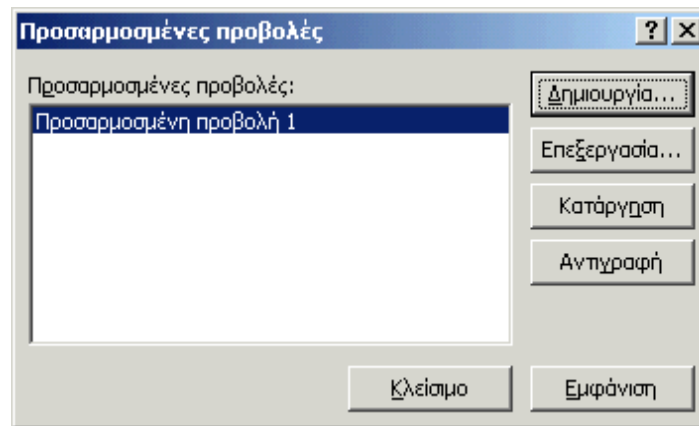 Προσαρμοσμένες προβολές
Προσαρμοσμένες προβολές:
Προσαρμοσμένη προβολή 1
Δημιουργία...
Επεξεργασία...
Κατάργηση
Αντιγραφή
Κλείσιμο
Εμφάνιση